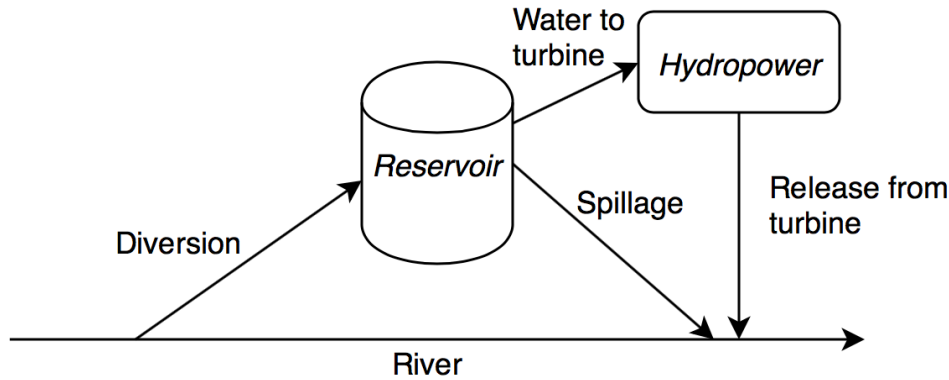 Water to
turbine
Hydropower
Reservoir
Release from
turbine
Spillage
Diversion
River